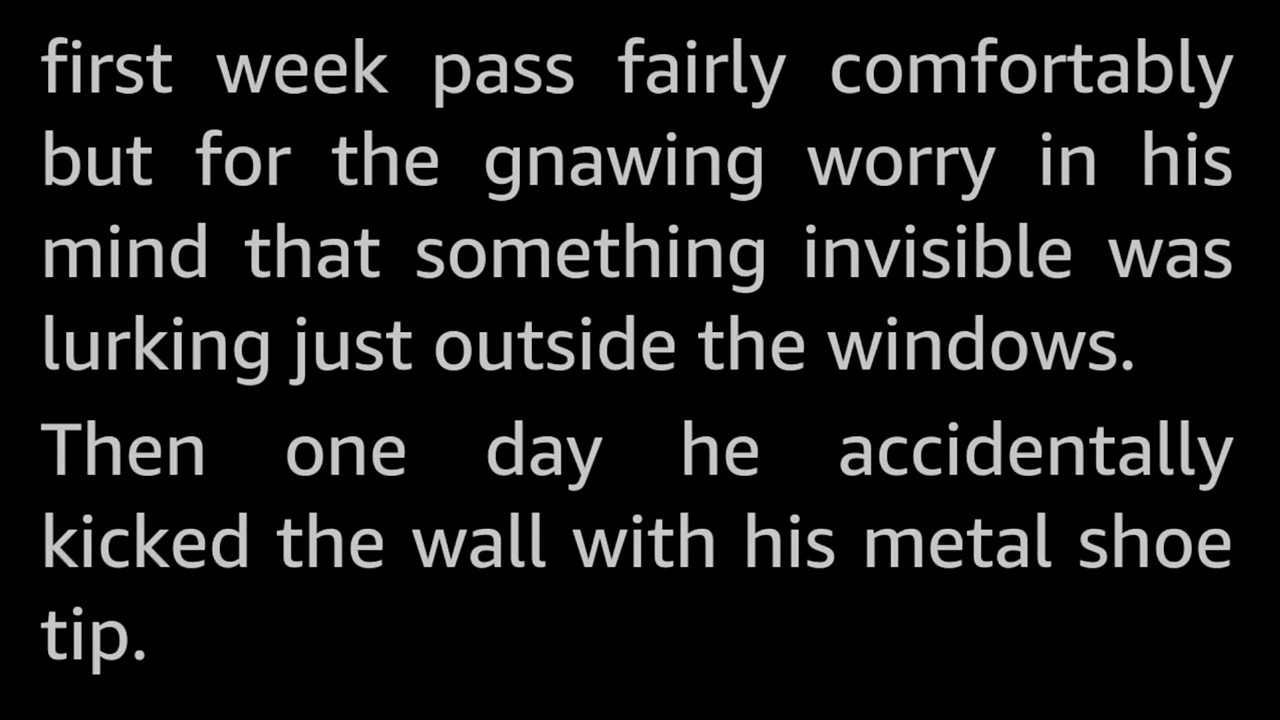 first week pass fairly comfortably
but for the gnawing worry in his
mind that something invisible was
lurking just outside the windows.
Then one day he accidentally
kicked the wall with his metal shoe
tip.